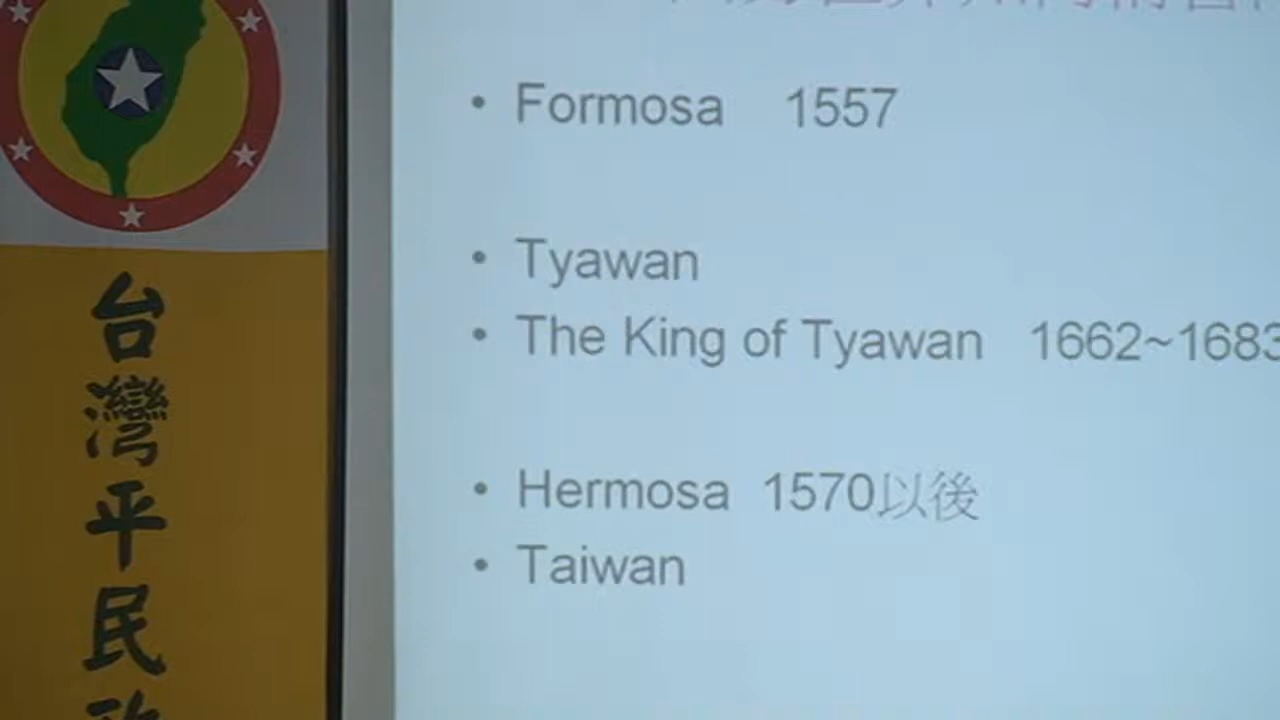 台灣平民政
Formosa 1557
• Tyawan
• The King of Tyawan 1662~1683
• Hermosa 1570以後
• Taiwan